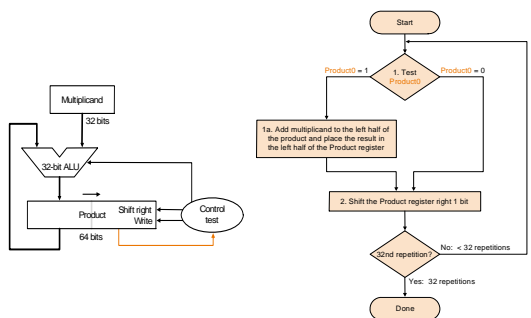 Multiplicand
32 bits
32-bit ALU
Product
Shift right
Write
Control
test
64 bits
Start
Product0 = 1
1. Test
Product0
Product0 = 0
1a. Add multiplicand to the left half of
the product and place the result in
the left half of the Product register
2. Shift the Product register right 1 bit
32nd repetition?
No: < 32 repetitions
Yes: 32 repetitions
Done